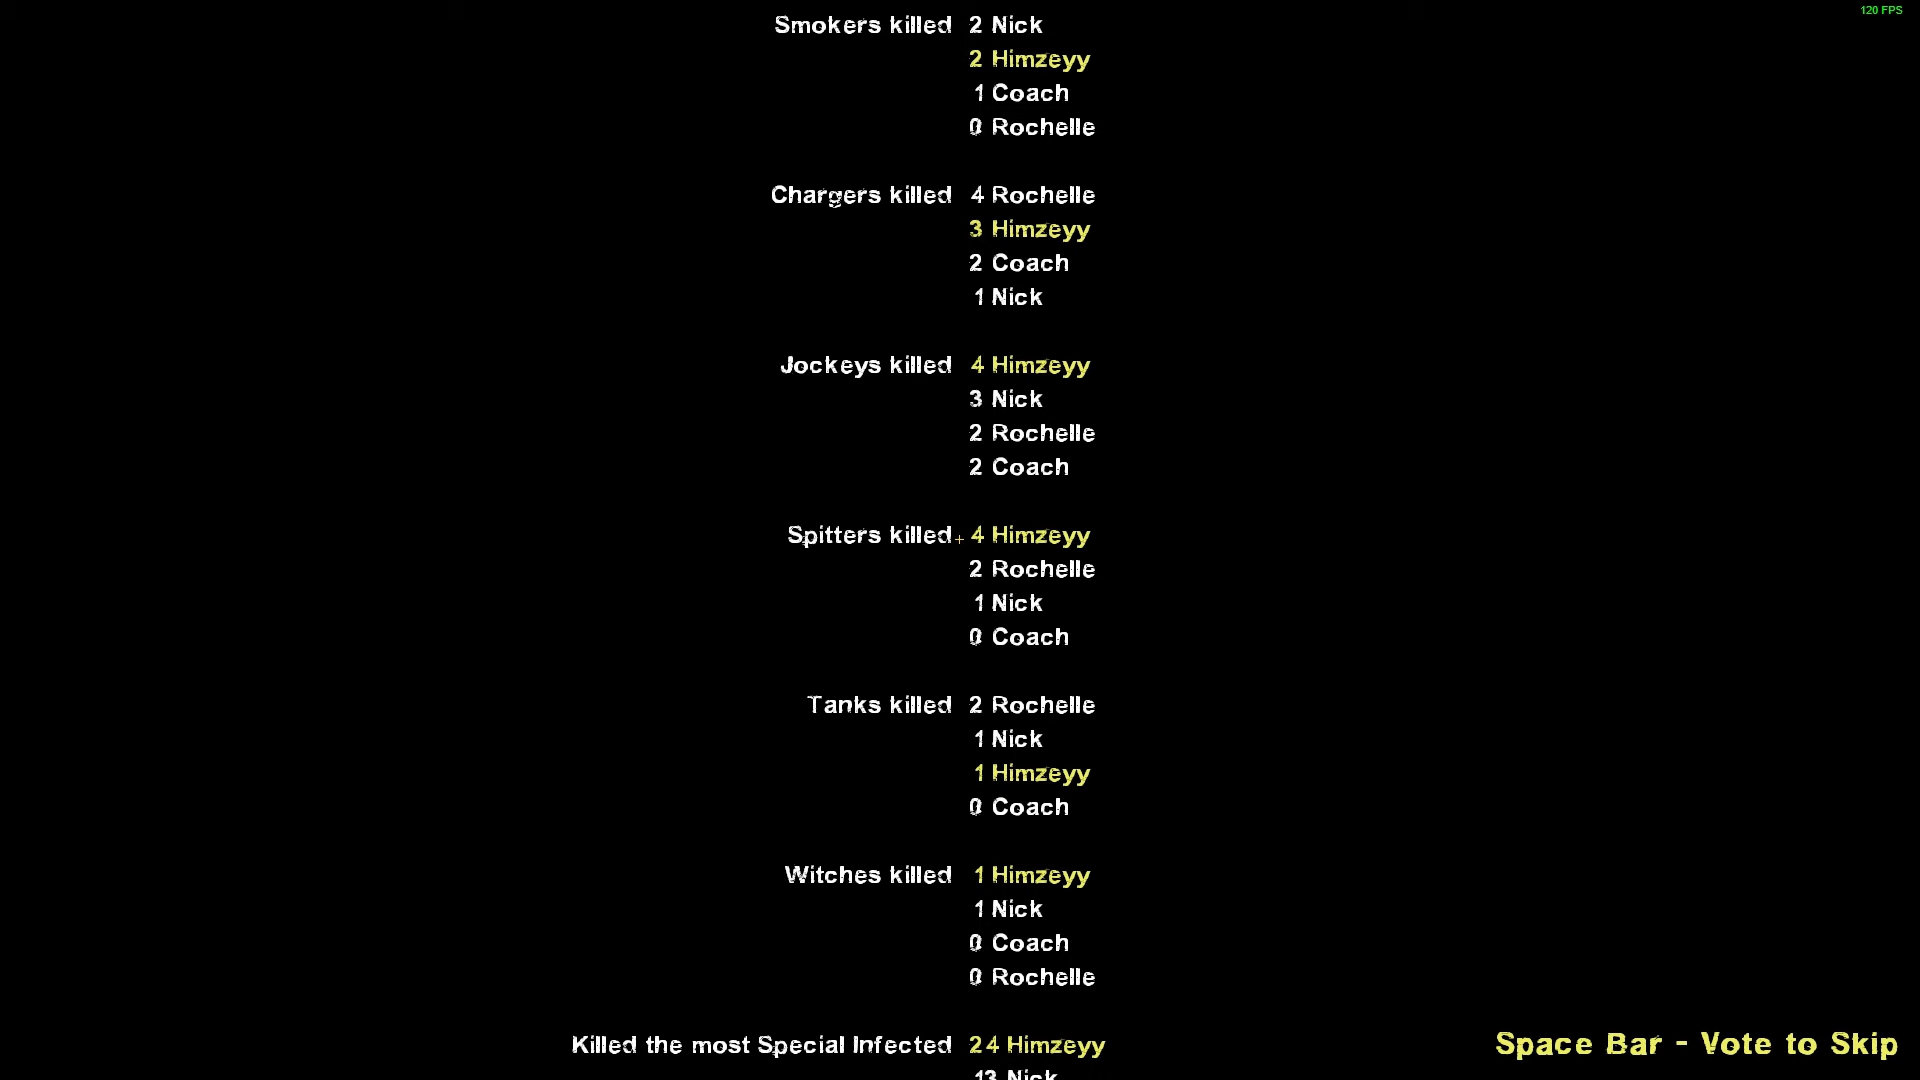 120 FPS
Smokers killed 2 Nick
2 Himzeyy
1 Coach
0 Rochelle
Chargers killed 4 Rochelle
3 Himzeyy
2 Coach
1 Nick
Jockeys killed 4 Himzeyy
3 Nick
2 Rochelle
2 Coach
Spitters killed 4 Himzeyy
2 Rochelle
1 Nick
0 Coach
Tanks killed 2 Rochelle
1 Nick
1 Himzeyy
0 Coach
Witches killed 1 Himzeyy
1 Nick
0 Coach
0 Rochelle
Killed the most Special Infected 24 Himzeyy
13 Nick
Space Bar - Vote to Skip